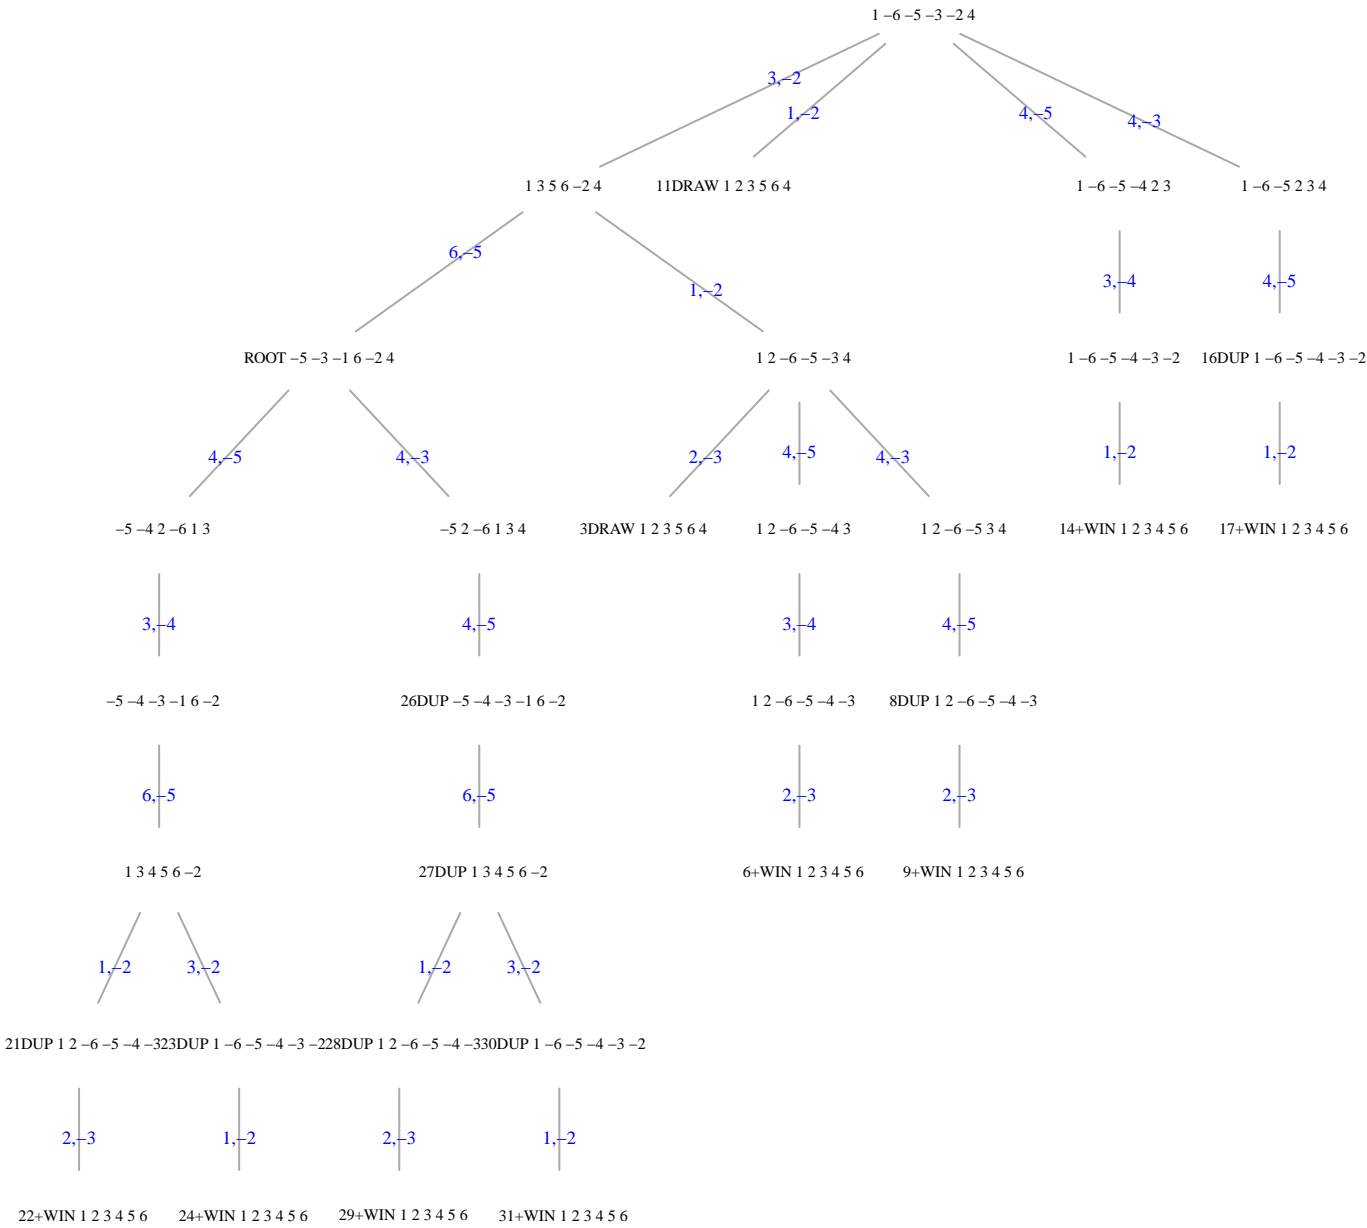 1 –6 –5 –3 –2 4
3,–2
1,–2
4,–5
4,–3
1 3 5 6 –2 4
11DRAW 1 2 3 5 6 4
1 –6 –5 –4 2 3
1 –6 –5 2 3 4
6,–5
1,–2
3,–4
4,–5
ROOT –5 –3 –1 6 –2 4
1 2 –6 –5 –3 4
1 –6 –5 –4 –3 –2
16DUP 1 –6 –5 –4 –3 –2
4,–5
4,–3
2,–3
4,–5
4,–3
1,–2
1,–2
–5 –4 2 –6 1 3
–5 2 –6 1 3 4
3DRAW 1 2 3 5 6 4
1 2 –6 –5 –4 3
1 2 –6 –5 3 4
14+WIN 1 2 3 4 5 6
17+WIN 1 2 3 4 5 6
3,–4
4,–5
3,–4
4,–5
–5 –4 –3 –1 6 –2
26DUP –5 –4 –3 –1 6 –2
1 2 –6 –5 –4 –3
8DUP 1 2 –6 –5 –4 –3
6,–5
6,–5
2,–3
2,–3
1 3 4 5 6 –2
27DUP 1 3 4 5 6 –2
6+WIN 1 2 3 4 5 6
9+WIN 1 2 3 4 5 6
1,–2
3,–2
1,–2
3,–2
21DUP 1 2 –6 –5 –4 –3
23DUP 1 –6 –5 –4 –3 –2
28DUP 1 2 –6 –5 –4 –3
30DUP 1 –6 –5 –4 –3 –2
2,–3
1,–2
2,–3
1,–2
22+WIN 1 2 3 4 5 6
24+WIN 1 2 3 4 5 6
29+WIN 1 2 3 4 5 6
31+WIN 1 2 3 4 5 6